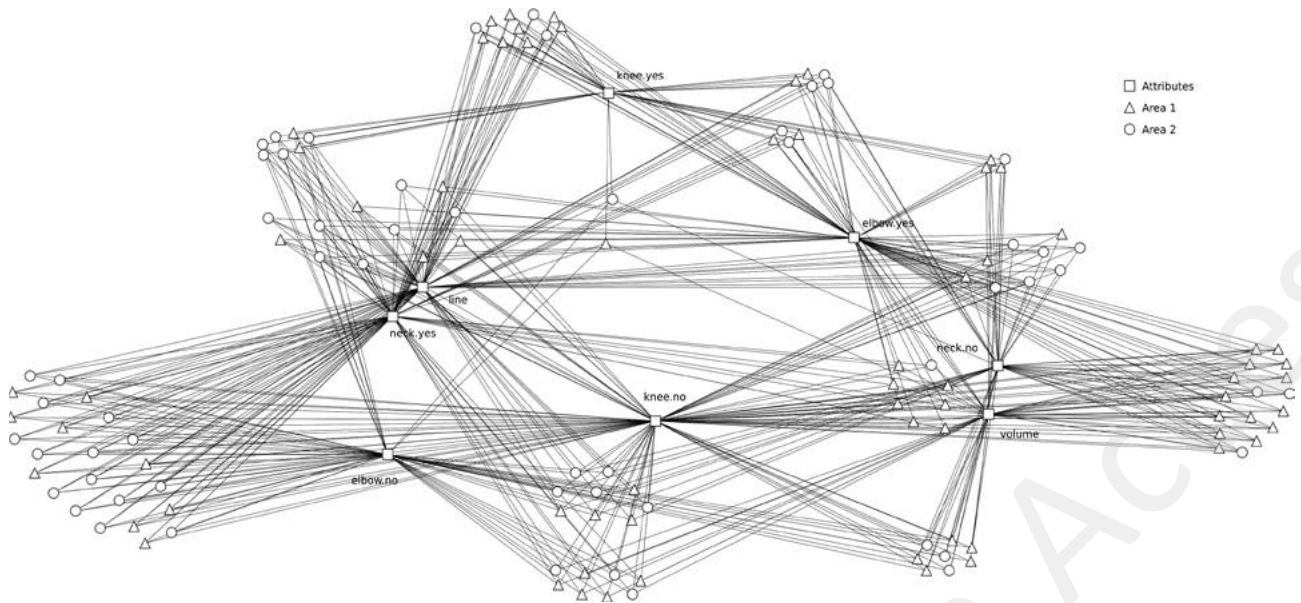 knee.yes
Attributes
Area 1
Area 2
elbow.yes
line
neck.yes
neck.no
knee.no
volume
elbow.no